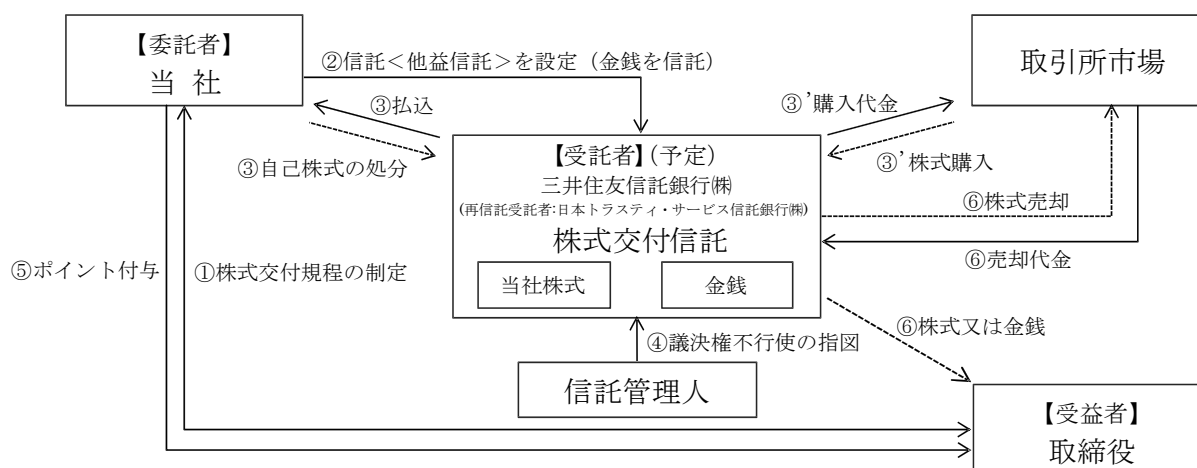 【委託者】
当 社
②信託＜他益信託＞を設定（金銭を信託）
③払込
③自己株式の処分
取引所市場
③’購入代金
③’株式購入
【受託者】(予定)
三井住友信託銀行㈱
(再信託受託者:日本トラスティ・サービス信託銀行㈱)
株式交付信託
当社株式
金銭
⑥株式売却
⑥売却代金
⑤ポイント付与
①株式交付規程の制定
⑥株式又は金銭
④議決権不行使の指図
信託管理人
【受益者】
取締役